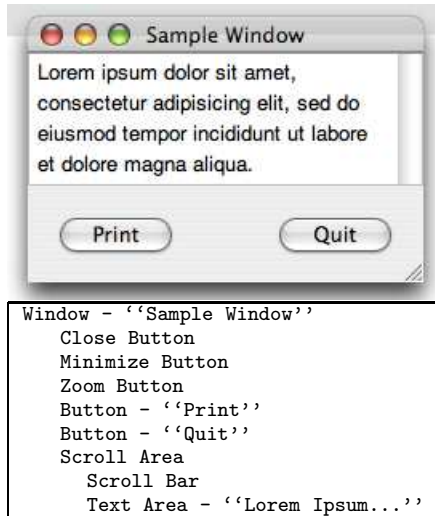 Sample Window
Lorem ipsum dolor sit amet,
consectetur adipisicing elit, sed do
eiusmod tempor incididunt ut labore
et dolore magna aliqua.
Print Quit
Window - ‘‘Sample Window’’
Close Button
Minimize Button
Zoom Button
Button - ‘‘Print’’
Button - ‘‘Quit’’
Scroll Area
Scroll Bar
Text Area - ‘‘Lorem Ipsum...’’